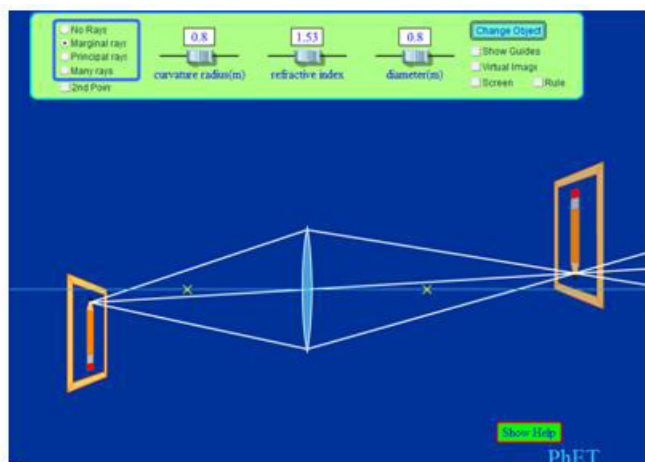 No Rays
Marginal rays
Principal rays
Many rays
2nd Point
0.8
curvature radius(m)
1.53
refractive index
0.8
diameter(m)
Change Object
Show Guides
Virtual Image
Screen
Rule
Show Help
PhET